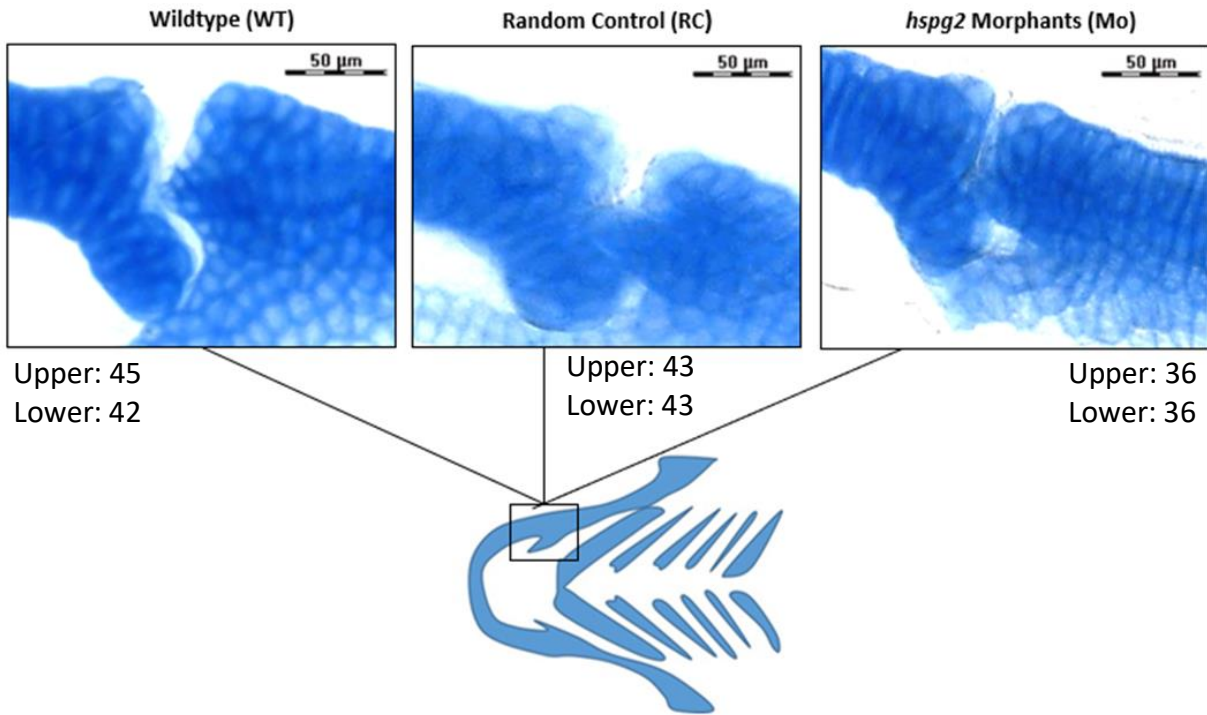 Wildtype (WT)
Random Control (RC)
hspg2 Morphants (Mo)
50 μm
50 μm
50 μm
Upper: 45
Lower: 42
Upper: 43
Lower: 43
Upper: 36
Lower: 36